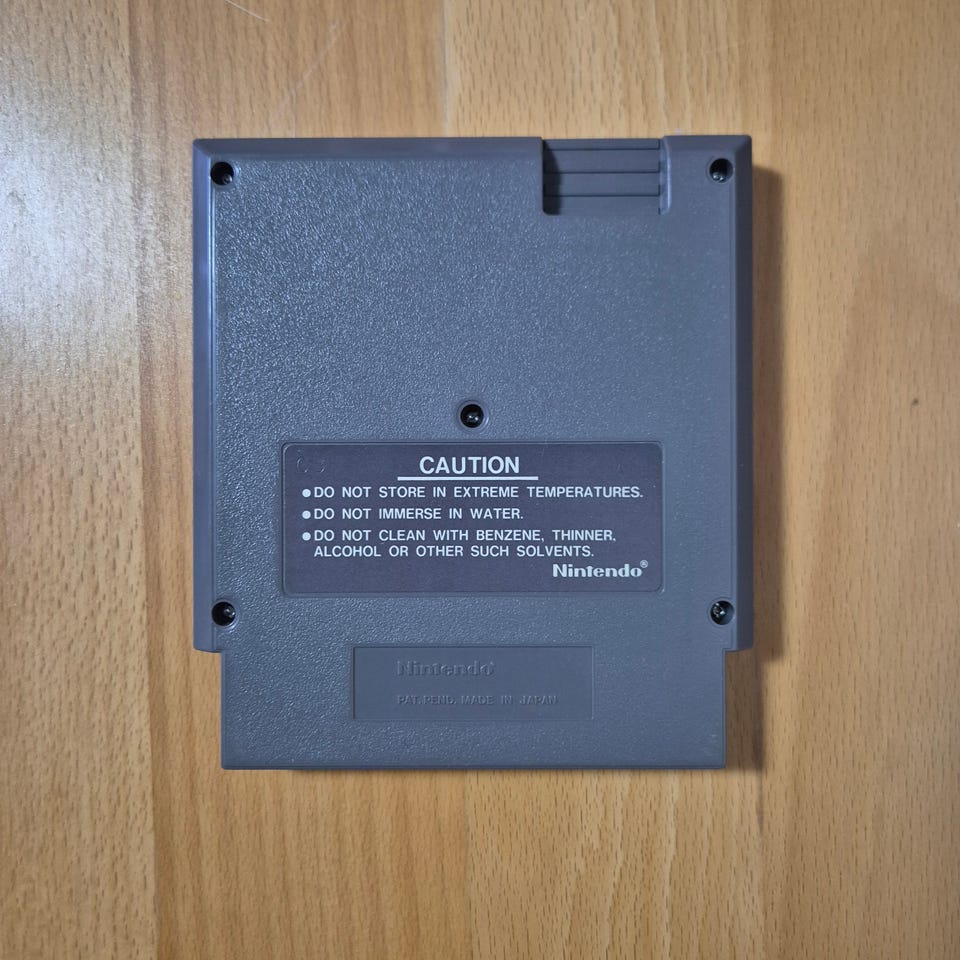 CAUTION
●DO NOT STORE IN EXTREME TEMPERATURES.
●DO NOT IMMERSE IN WATER.
●DO NOT CLEAN WITH BENZENE, THINNER,
ALCOHOL OR OTHER SUCH SOLVENTS.
Nintendo®
Nintendo®
PAT. PEND. MADE IN JAPAN